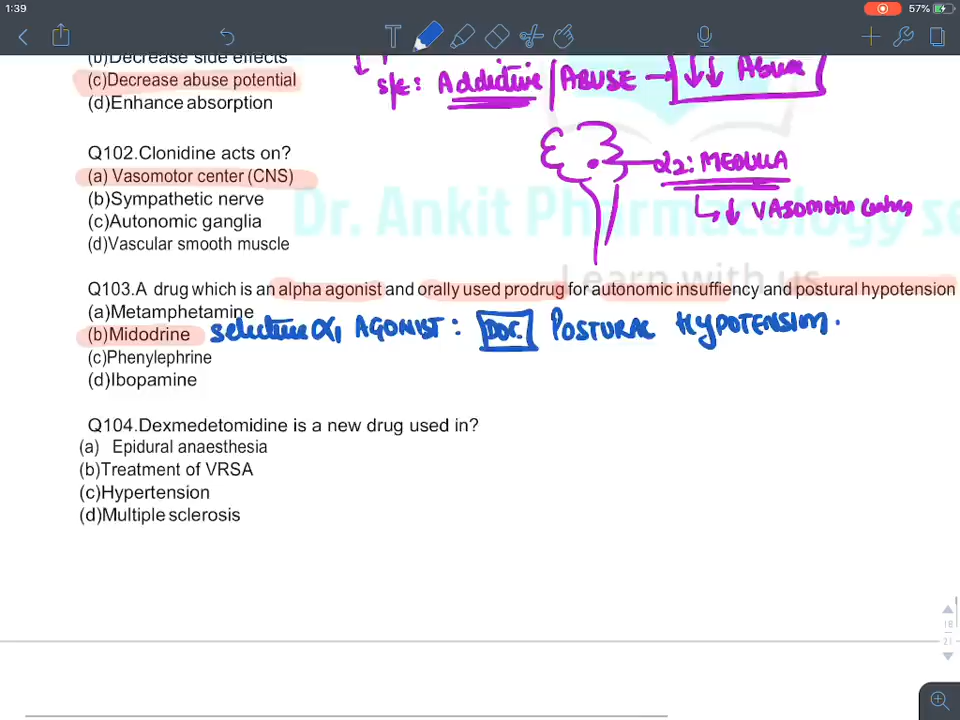 1:39
57%
T
(b)Decrease side effects
(c)Decrease abuse potential
s/E: Addictive / ABUSE → ↓↓ Abuse
(d)Enhance absorption
Q102.Clonidine acts on?
(a) Vasomotor center (CNS)
α2: MEDULLA
(b)Sympathetic nerve
↓ VASOMOTOR Centres
(c)Autonomic ganglia
(d)Vascular smooth muscle
Dr. Ankit Pharmacology se
Learn with us
Q103.A drug which is an alpha agonist and orally used prodrug for autonomic insuffiency and postural hypotension
(a)Metamphetamine
(b)Midodrine selective α1 AGONIST: DOC. POSTURAL HYPOTENSION.
(c)Phenylephrine
(d)Ibopamine
Q104.Dexmedetomidine is a new drug used in?
(a) Epidural anaesthesia
(b)Treatment of VRSA
(c)Hypertension
(d)Multiple sclerosis
18